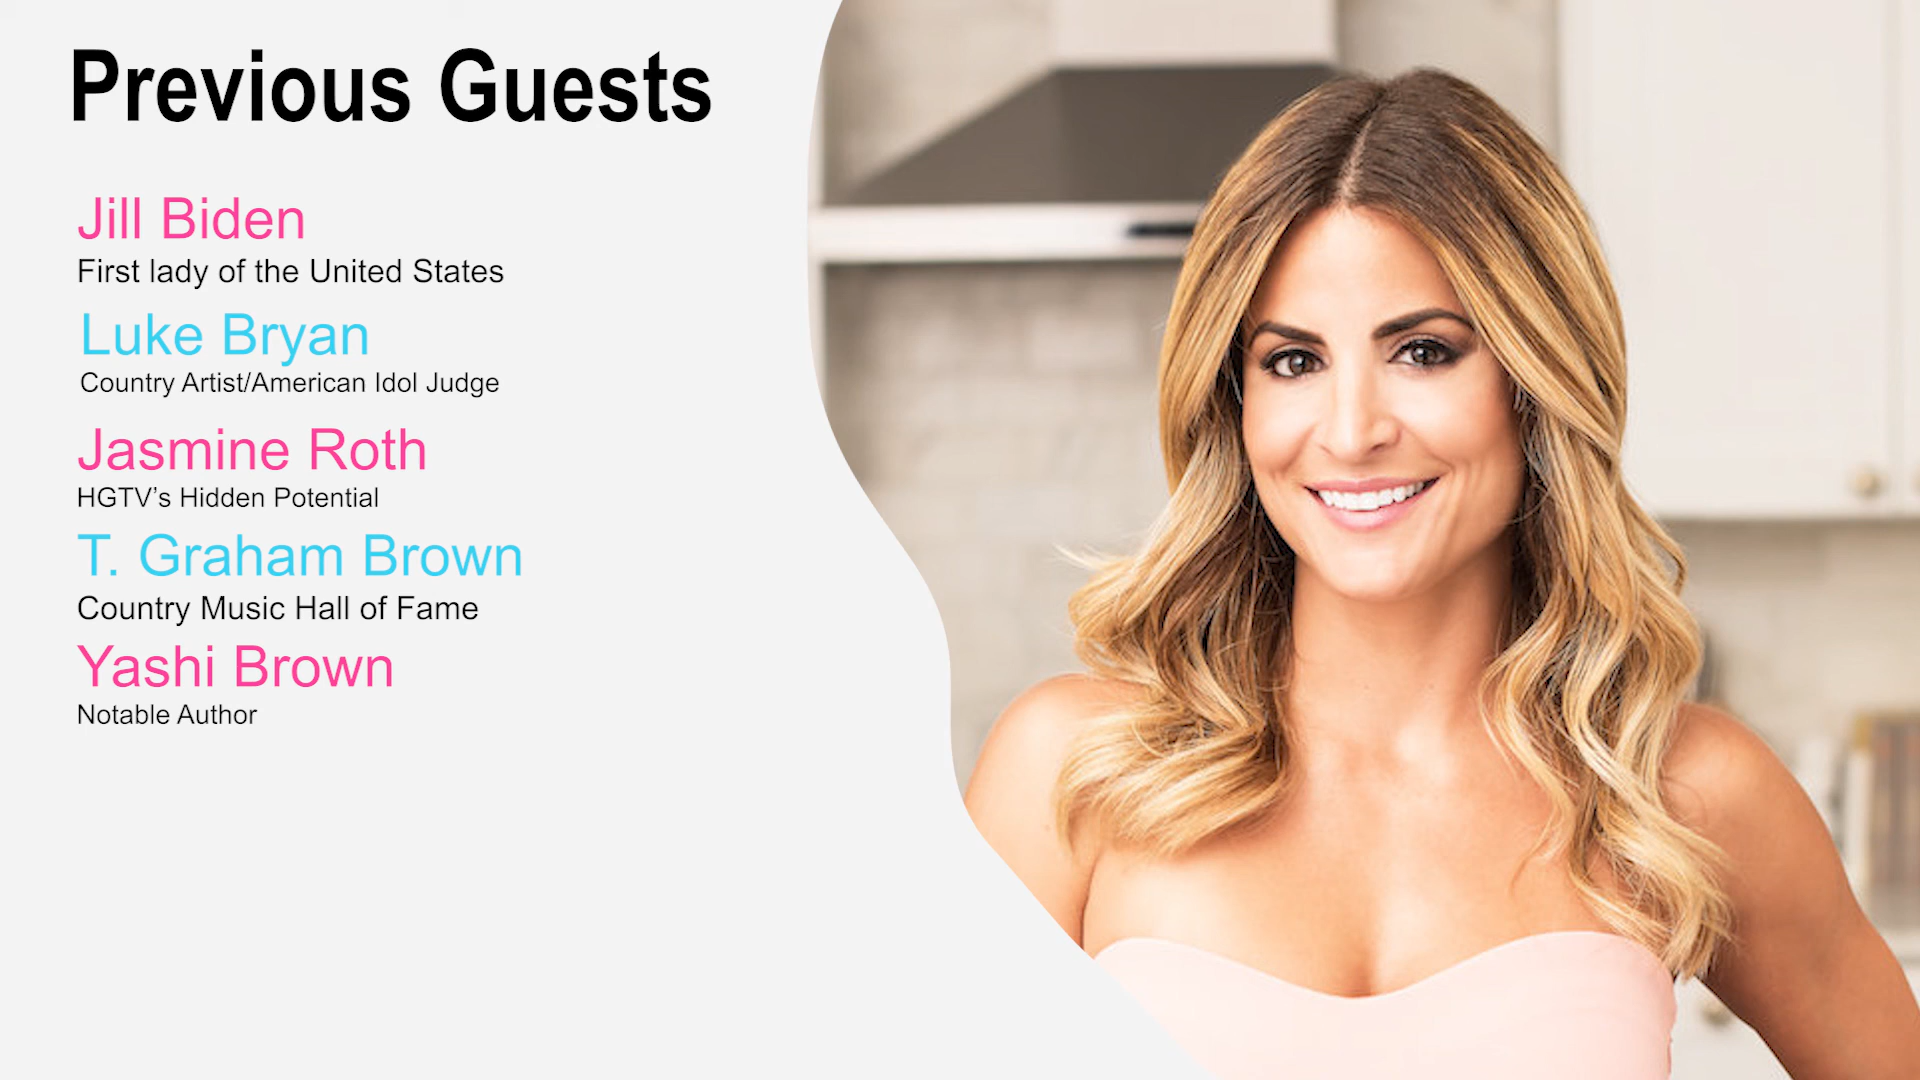 Previous Guests
Jill Biden
First lady of the United States
Luke Bryan
Country Artist/American Idol Judge
Jasmine Roth
HGTV’s Hidden Potential
T. Graham Brown
Country Music Hall of Fame
Yashi Brown
Notable Author